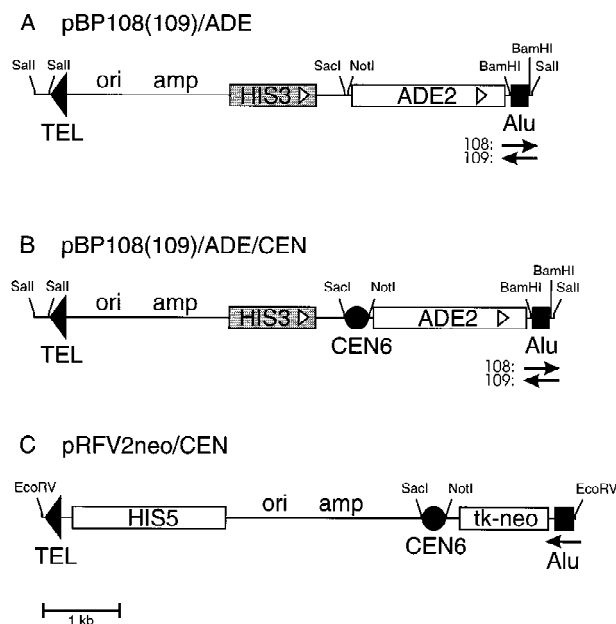 A pBP108(109)/ADE
SalI SalI ori amp SacI NotI BamHI BamHI SalI
HIS3 ADE2
TEL Alu
108:
109:
B pBP108(109)/ADE/CEN
SalI SalI ori amp SacI NotI BamHI BamHI SalI
HIS3 ADE2
TEL CEN6 Alu
108:
109:
C pRFV2neo/CEN
EcoRV ori amp SacI NotI EcoRV
HIS5 tk-neo
TEL CEN6 Alu
1 kb